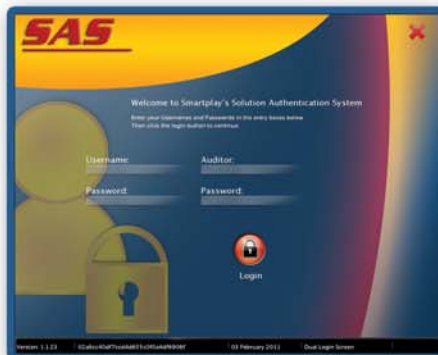 SAS
Welcome to Smartplay's Solution Authentication System
Enter your Usernames and Passwords in the entry boxes below
Then click the login button to continue.
Username: Auditor:
Password: Password:
Login
Version: 1.1.23 03 February 2011 Dual Login Screen